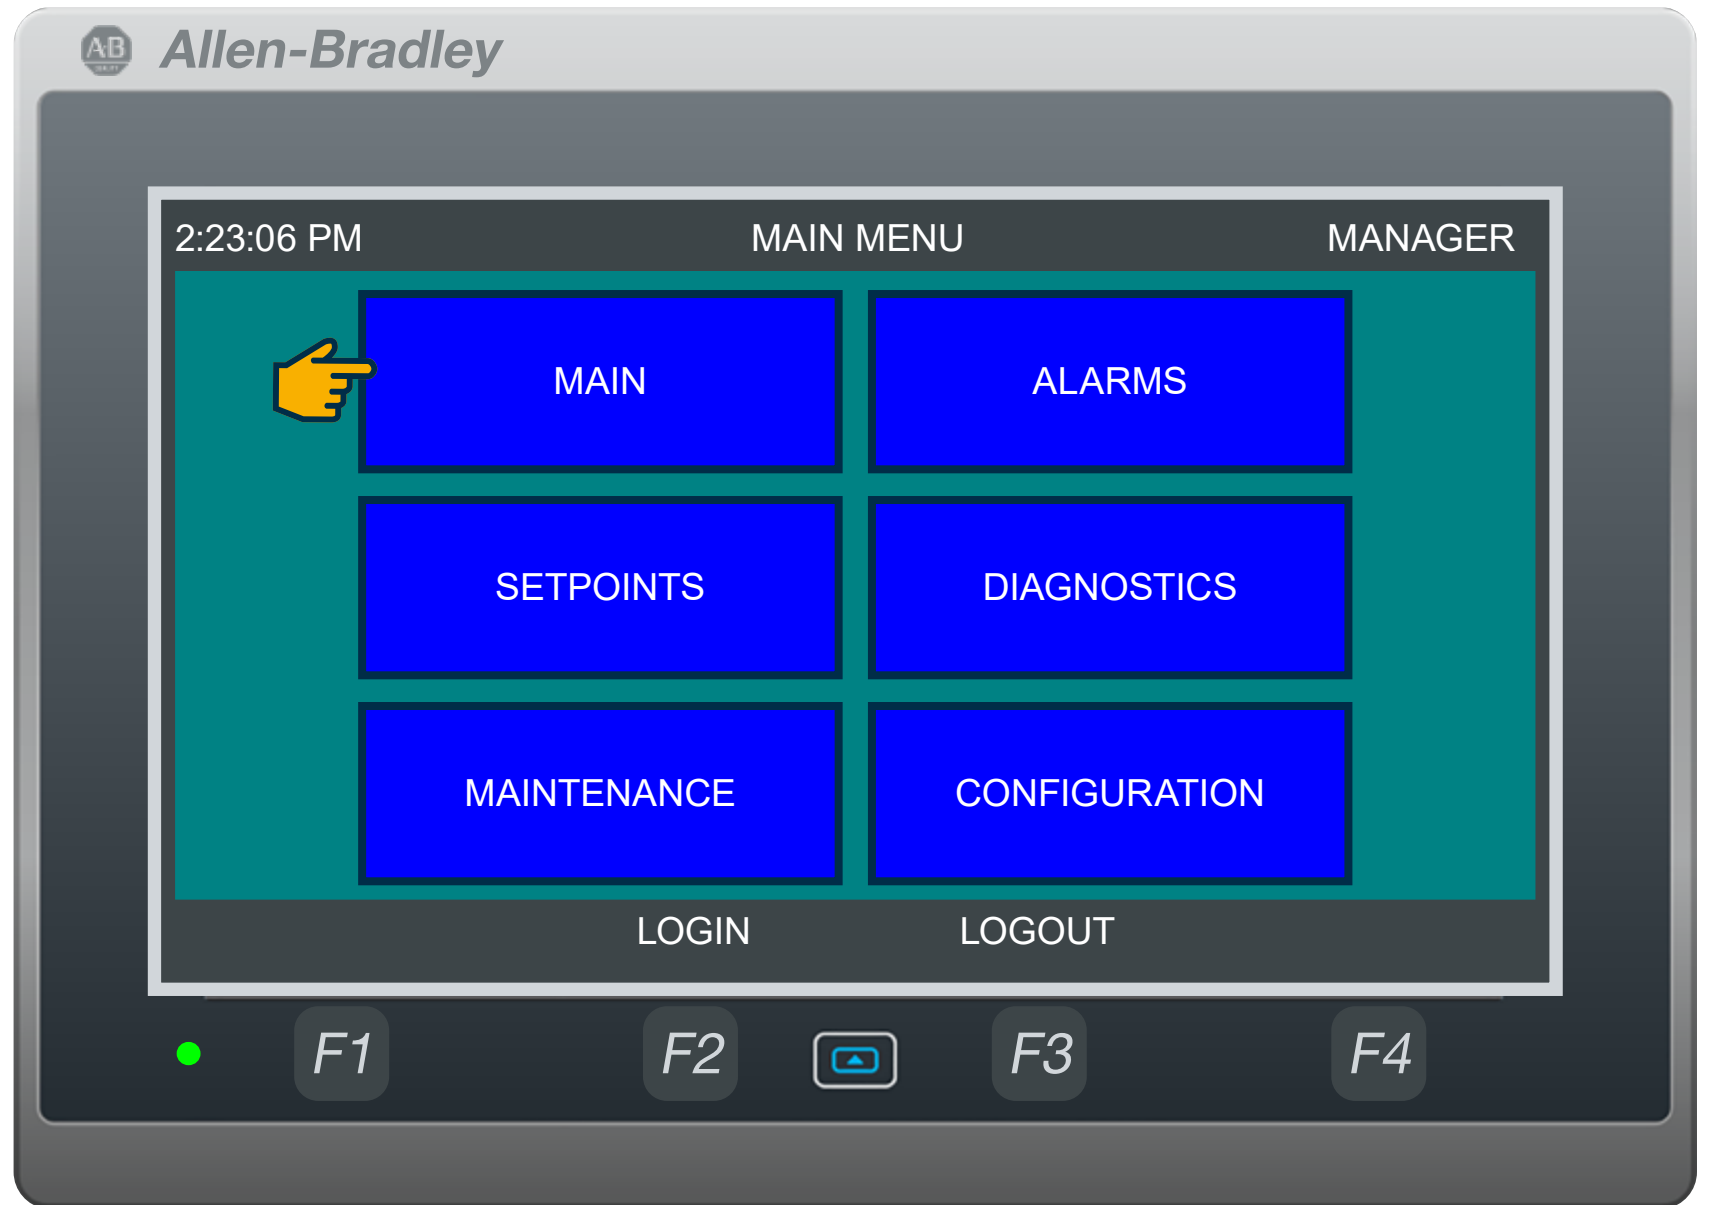 A·B
Allen-Bradley
2:23:06 PM MAIN MENU MANAGER
MAIN ALARMS
SETPOINTS DIAGNOSTICS
MAINTENANCE CONFIGURATION
LOGIN LOGOUT
F1 F2 F3 F4